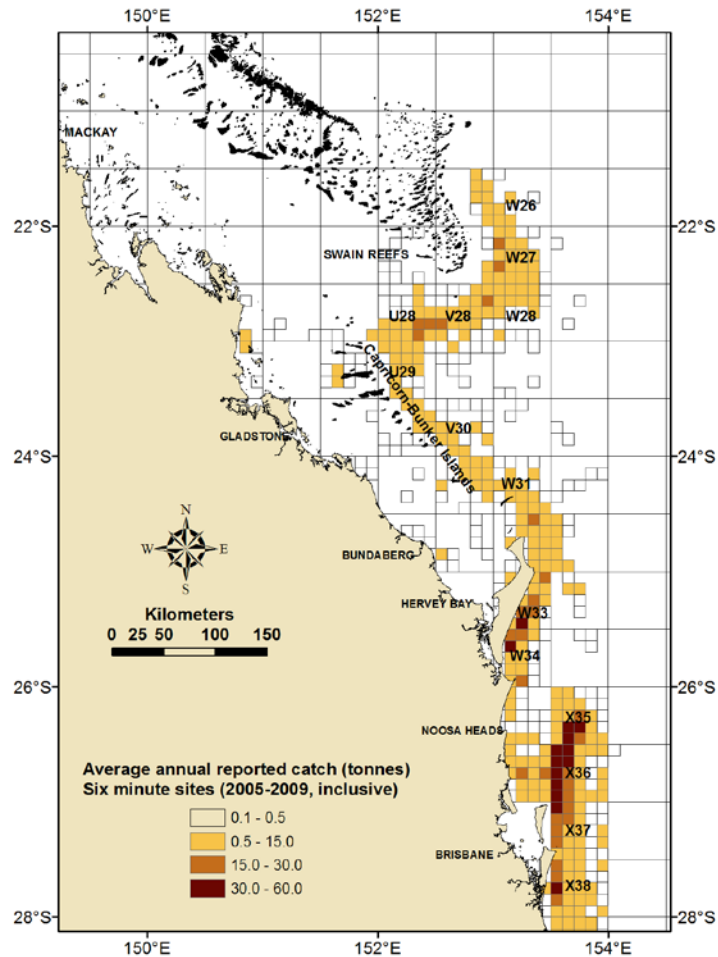 150°E 152°E 154°E
MACKAY
W26
22°S 22°S
SWAIN REEFS
W27
U28 V28 W28
Capricorn-Bunker Islands
U29
V30
GLADSTONE
24°S 24°S
W31
N
W E
S
BUNDABERG
HERVEY BAY
Kilometers
0 25 50 100 150
W33
W34
26°S 26°S
X35
NOOSA HEADS
X36
Average annual reported catch (tonnes)
Six minute sites (2005-2009, inclusive)
0.1 - 0.5
0.5 - 15.0
15.0 - 30.0
30.0 - 60.0
X37
BRISBANE
X38
28°S 28°S
150°E 152°E 154°E